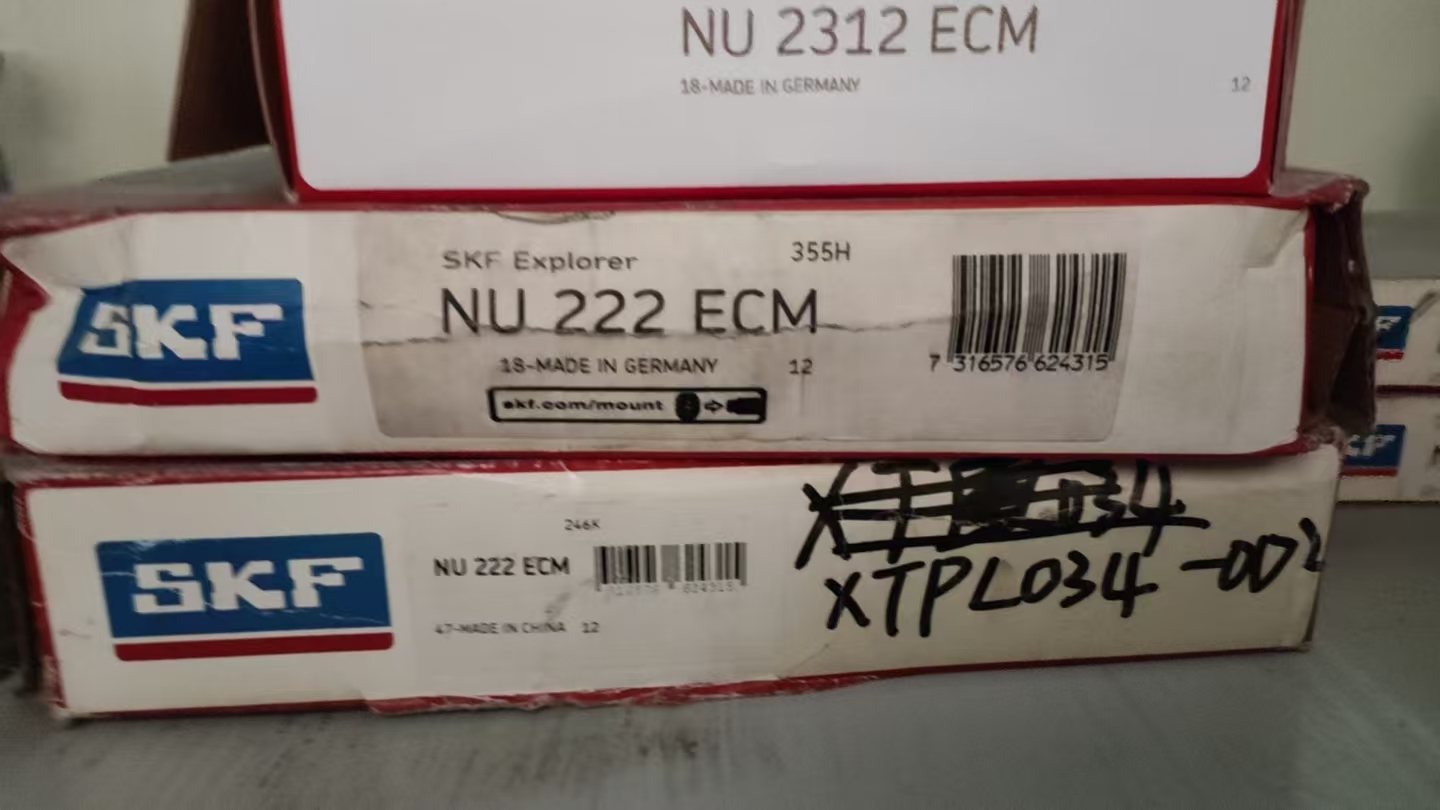 NU 2312 ECM
18-MADE IN GERMANY 12
SKF
SKF Explorer 355H
NU 222 ECM
18-MADE IN GERMANY 12
skf.com/mount
7 316576 624315
SKF
246K
NU 222 ECM
47-MADE IN CHINA 12
034
XTPL034-002